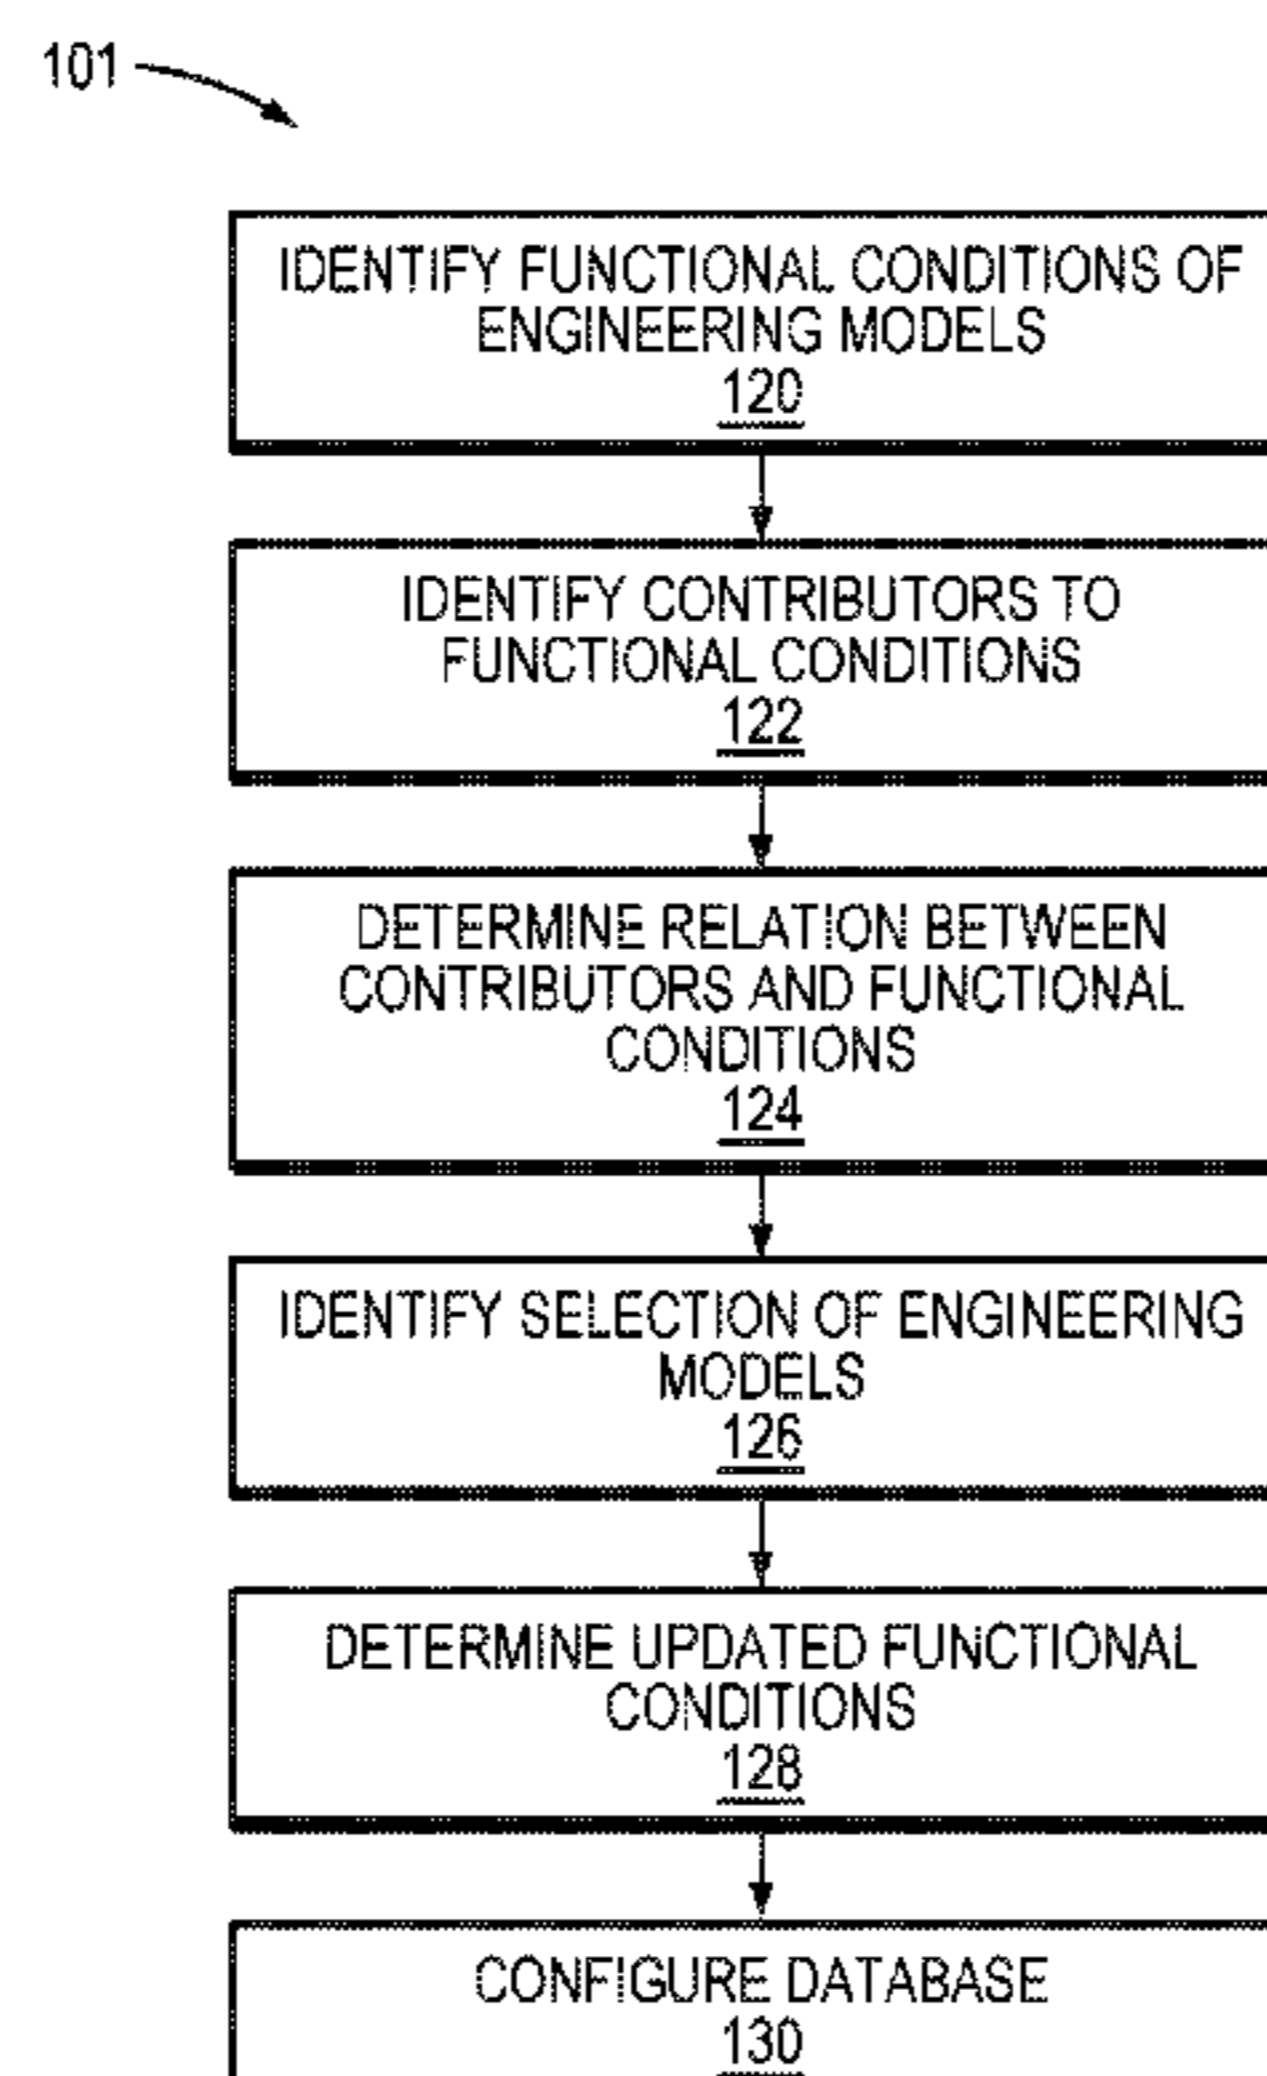 101
IDENTIFY FUNCTIONAL CONDITIONS OF
ENGINEERING MODELS
120
IDENTIFY CONTRIBUTORS TO
FUNCTIONAL CONDITIONS
122
DETERMINE RELATION BETWEEN
CONTRIBUTORS AND FUNCTIONAL
CONDITIONS
124
IDENTIFY SELECTION OF ENGINEERING
MODELS
126
DETERMINE UPDATED FUNCTIONAL
CONDITIONS
128
CONFIGURE DATABASE
130